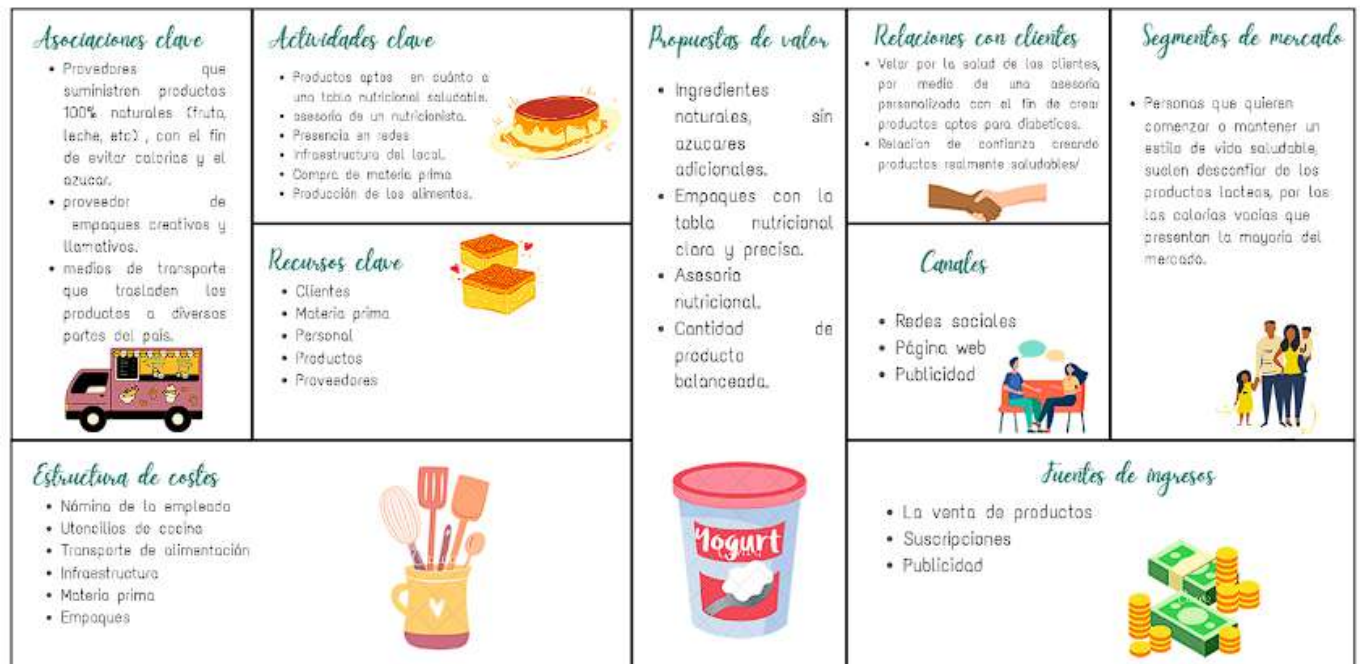 Asociaciones clave
Provedores que
suministren productos
100% naturales (fruta,
leche, etc) , con el fin
de evitar calorias y el
azucar.
proveedor de
empaques creativos y
llamativos.
medios de transporte
que trasladen los
productos a diversas
partes del país.
Actividades clave
Productos aptos en cuánto a
una tabla nutricional saludable.
asesoría de un nutricionista.
Presencia en redes
Infraestructura del local.
Compra de materia prima
Producción de los alimentos.
Recursos clave
Clientes
Materia prima
Personal
Productos
Proveedores
Propuestas de valor
Ingredientes
naturales, sin
azucares
adicionales.
Empaques con la
tabla nutricional
clara y precisa.
Asesoria
nutricional.
Cantidad de
producto
balanceada.
Yogurt
Relaciones con clientes
Velar por la salud de los clientes,
por medio de una asesoria
personalizada con el fin de crear
productos aptos para diabeticos.
Relacion de confianza creando
productos realmente saludables/
Canales
Redes sociales
Página web
Publicidad
Segmentos de mercado
Personas que quieren
comenzar o mantener un
estilo de vida saludable,
suelen desconfiar de los
productos lacteos, por las
las calorías vacias que
presentan la mayoría del
mercado.
Estructura de costes
Nómina de la empleada
Utencilios de cocina
Transporte de alimentación
Infraestructura
Materia prima
Empaques
Fuentes de ingresos
La venta de productos
Suscripciones
Publicidad